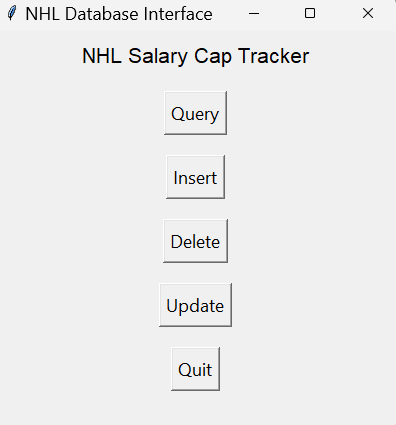 NHL Database Interface
NHL Salary Cap Tracker
Query
Insert
Delete
Update
Quit